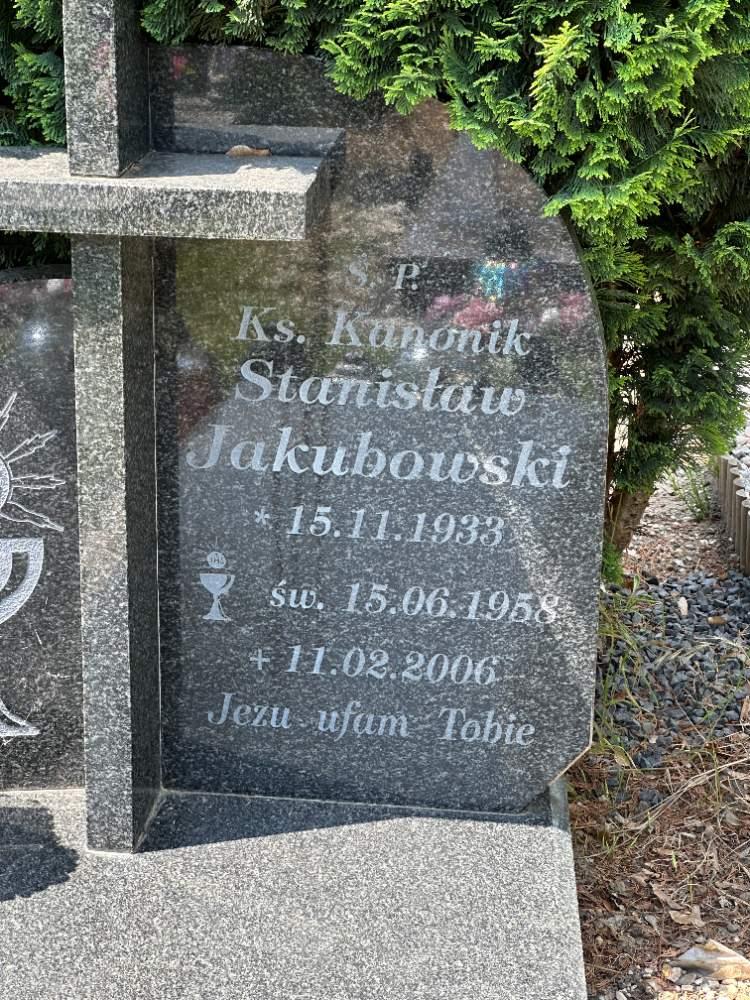 Ś. P.
Ks. Kanonik
Stanisław
Jakubowski
* 15.11.1933
św. 15.06.1958
+ 11.02.2006
Jezu ufam Tobie